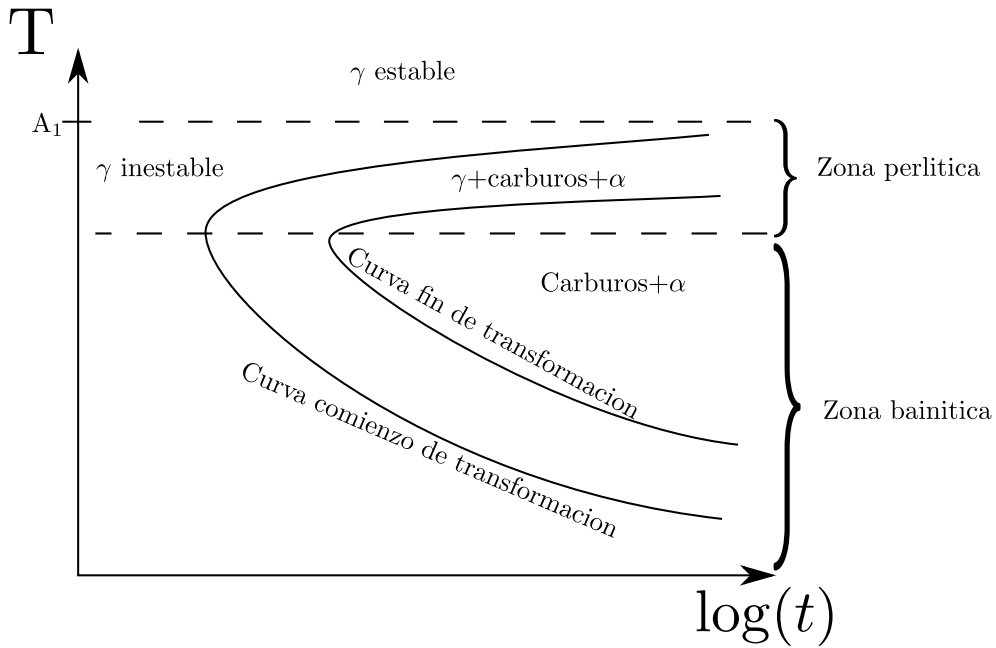 T
γ estable
A₁
γ inestable
γ+carburos+α
Zona perlitica
Curva fin de transformacion
Carburos+α
Curva comienzo de transformacion
Zona bainitica
log(t)